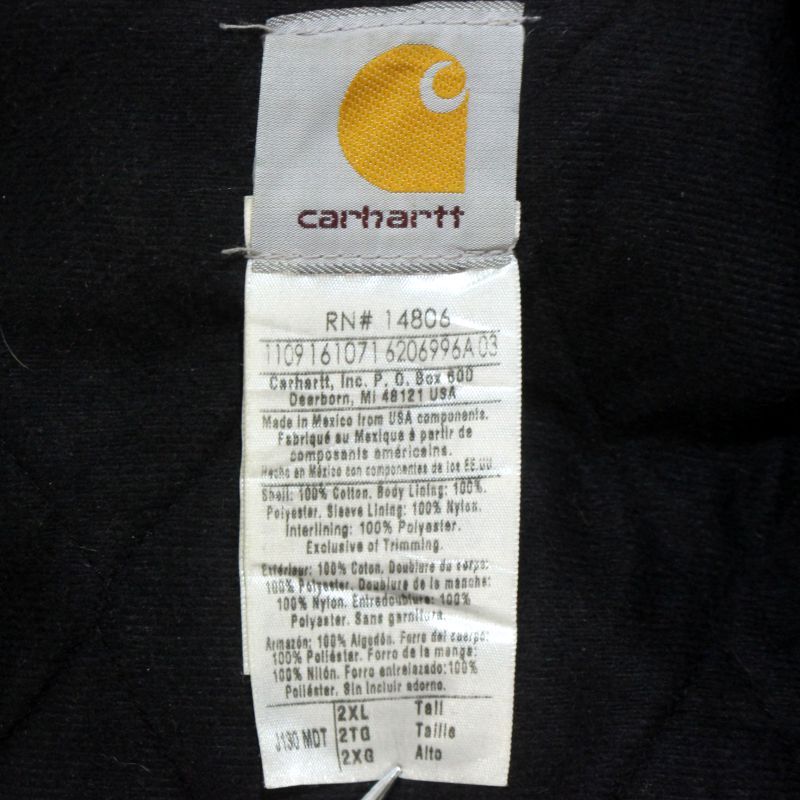 carhartt
RN# 14806
1109161071 6206996A 03
Carhartt, Inc. P. O. Box 600
Dearborn, MI 48121 USA
Made in Mexico from USA components.
Fabriqué au Mexique à partir de
composants américains.
Hecho en México con componentes de los EE.UU
Shell: 100% Cotton. Body Lining: 100%
Polyester. Sleeve Lining: 100% Nylon.
Interlining: 100% Polyester.
Exclusive of Trimming.
Extérieur: 100% Coton. Doublure du corps:
100% Polyester. Doublure de la manche:
100% Nylon. Entredoublure: 100%
Polyester. Sans garniture.
Armazón: 100% Algodón. Forro del cuerpo:
100% Poliéster. Forro de la manga:
100% Nilón. Forro entrelazado:100%
Poliéster. Sin incluir adorno.
J130 MDT
2XL Tall
2TG Taille
2XG Alto